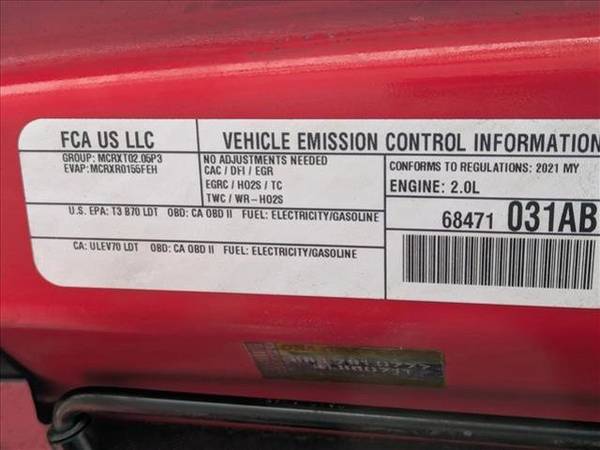 FCA US LLC
GROUP: MCRXT02.05P3
EVAP: MCRXR0155FEH
VEHICLE EMISSION CONTROL INFORMATION
NO ADJUSTMENTS NEEDED
CAC / DFI / EGR
EGRC / HO2S / TC
TWC / WR-HO2S
CONFORMS TO REGULATIONS: 2021 MY
ENGINE: 2.0L
U.S. EPA: T3 B70 LDT OBD: CA OBD II FUEL: ELECTRICITY/GASOLINE
CA: ULEV70 LDT OBD: CA OBD II FUEL: ELECTRICITY/GASOLINE
68471 031AB